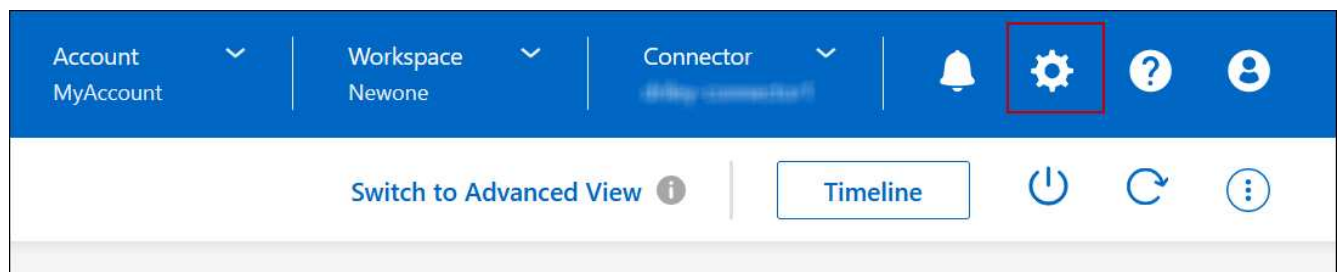 Account
MyAccount
Workspace
Newone
Connector
Switch to Advanced View
Timeline